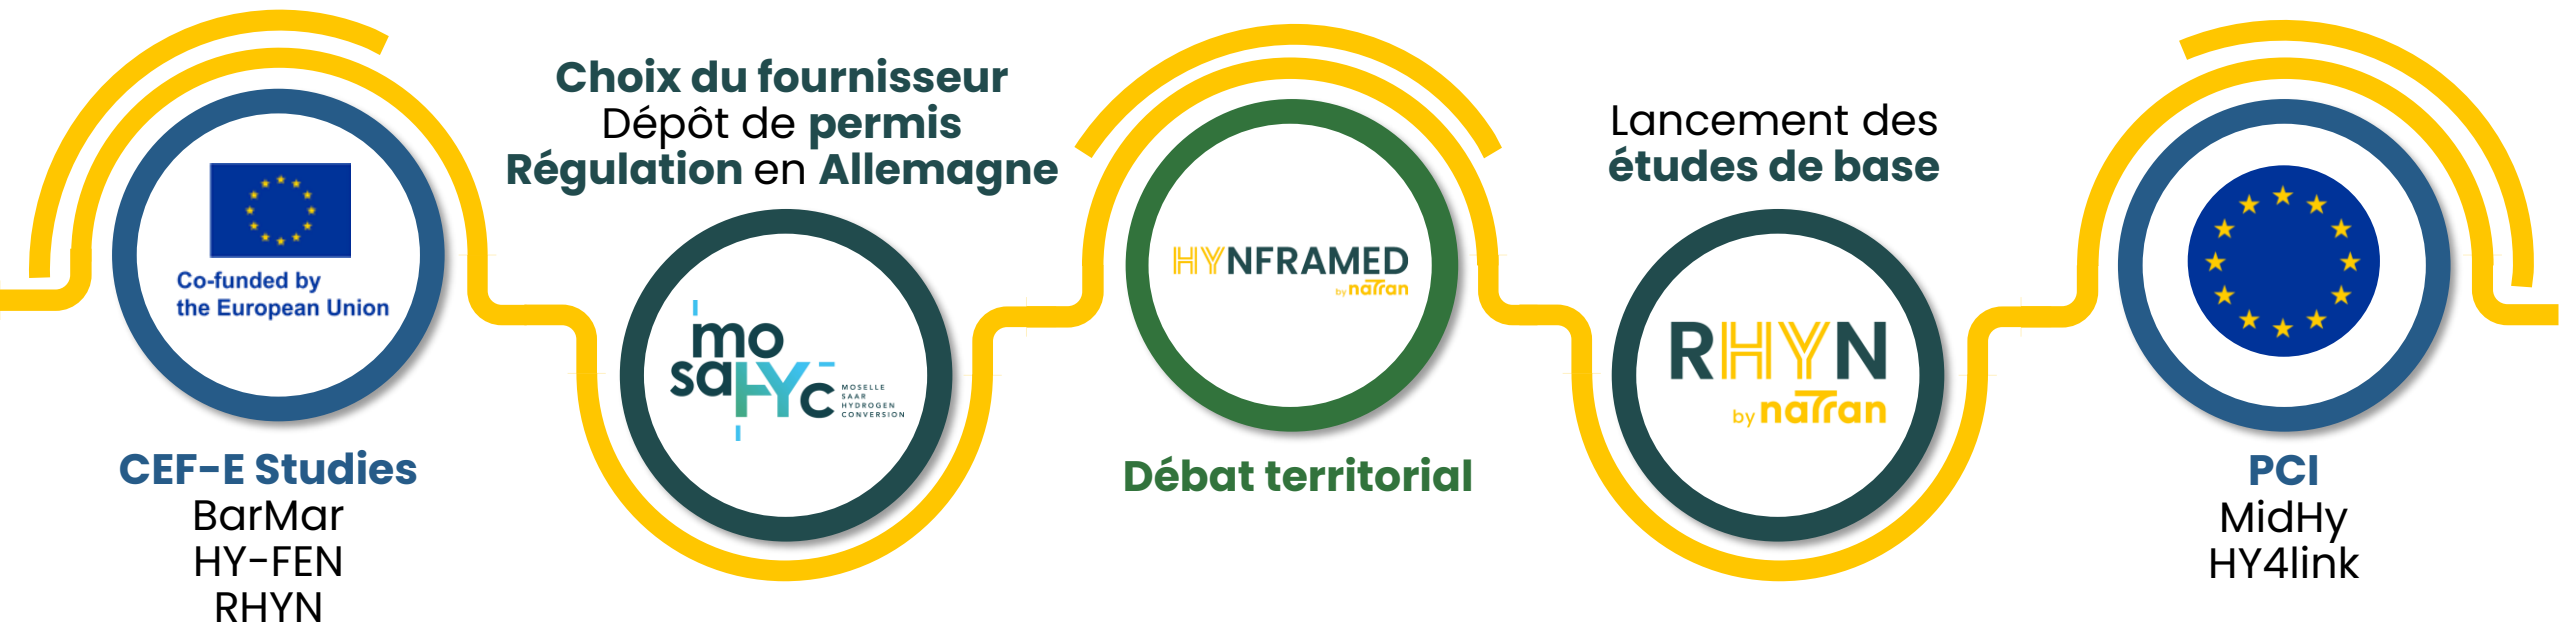 Co-funded by
the European Union
CEF-E Studies
BarMar
HY-FEN
RHYN
Choix du fournisseur
Dépôt de permis
Régulation en Allemagne
mo
saHYc
MOSELLE
SAAR
HYDROGEN
CONVERSION
HYNFRAMED
by naTran
Débat territorial
Lancement des
études de base
RHYN
by naTran
PCI
MidHy
HY4link